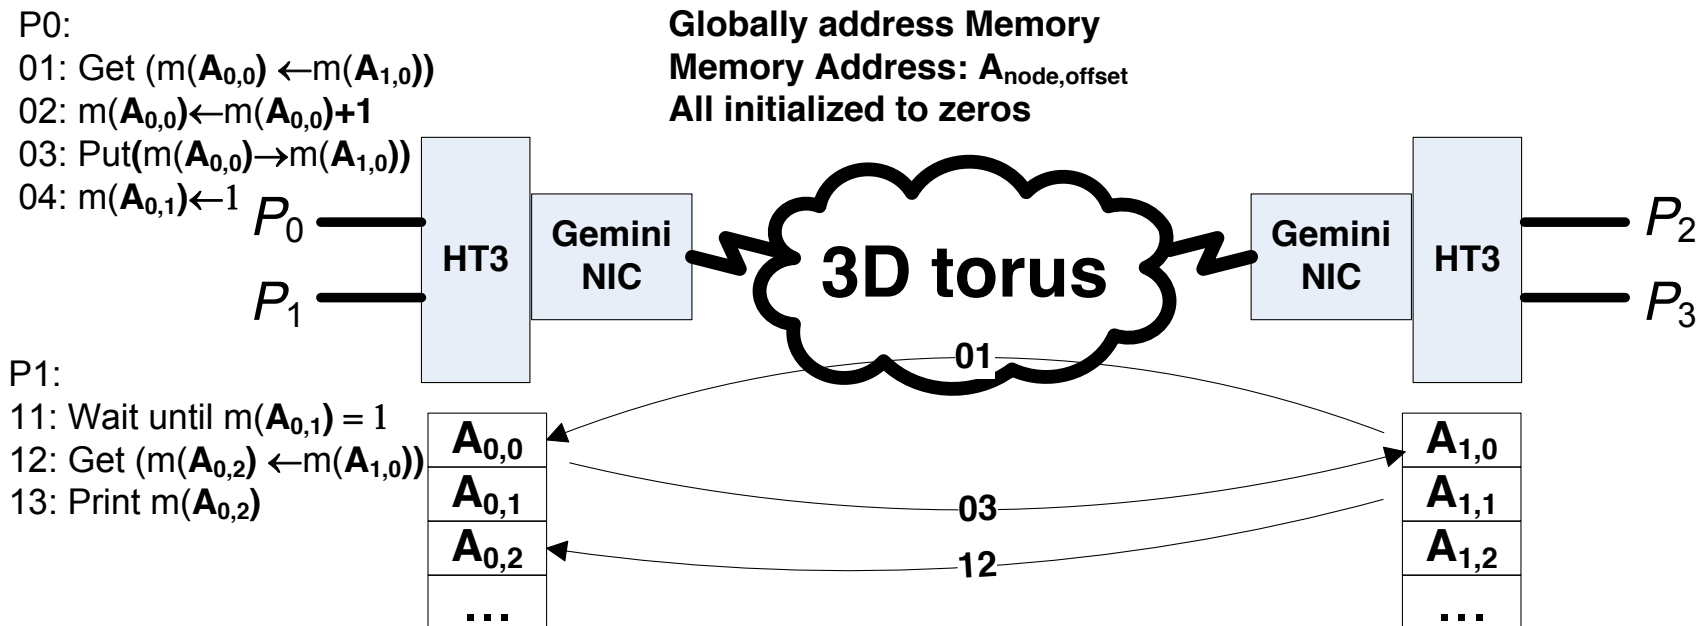 P0:
01: Get (m(A0,0) ←m(A1,0))
02: m(A0,0)←m(A0,0)+1
03: Put(m(A0,0)→m(A1,0))
04: m(A0,1)←1
Globally address Memory
Memory Address: Anode,offset
All initialized to zeros
P0
P1
HT3
Gemini
NIC
3D torus
Gemini
NIC
HT3
P2
P3
P1:
11: Wait until m(A0,1) = 1
12: Get (m(A0,2) ←m(A1,0))
13: Print m(A0,2)
01
03
12
A0,0
A0,1
A0,2
...
A1,0
A1,1
A1,2
...